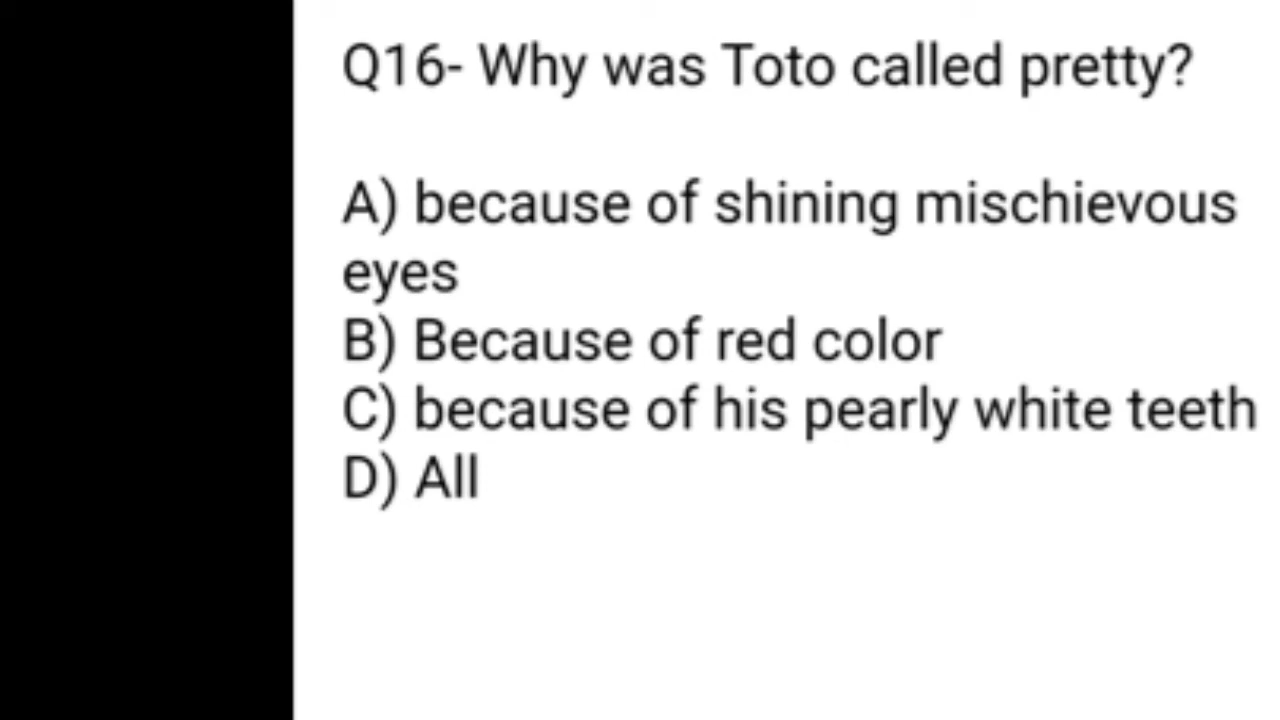 Q16- Why was Toto called pretty?
A) because of shining mischievous
eyes
B) Because of red color
C) because of his pearly white teeth
D) All